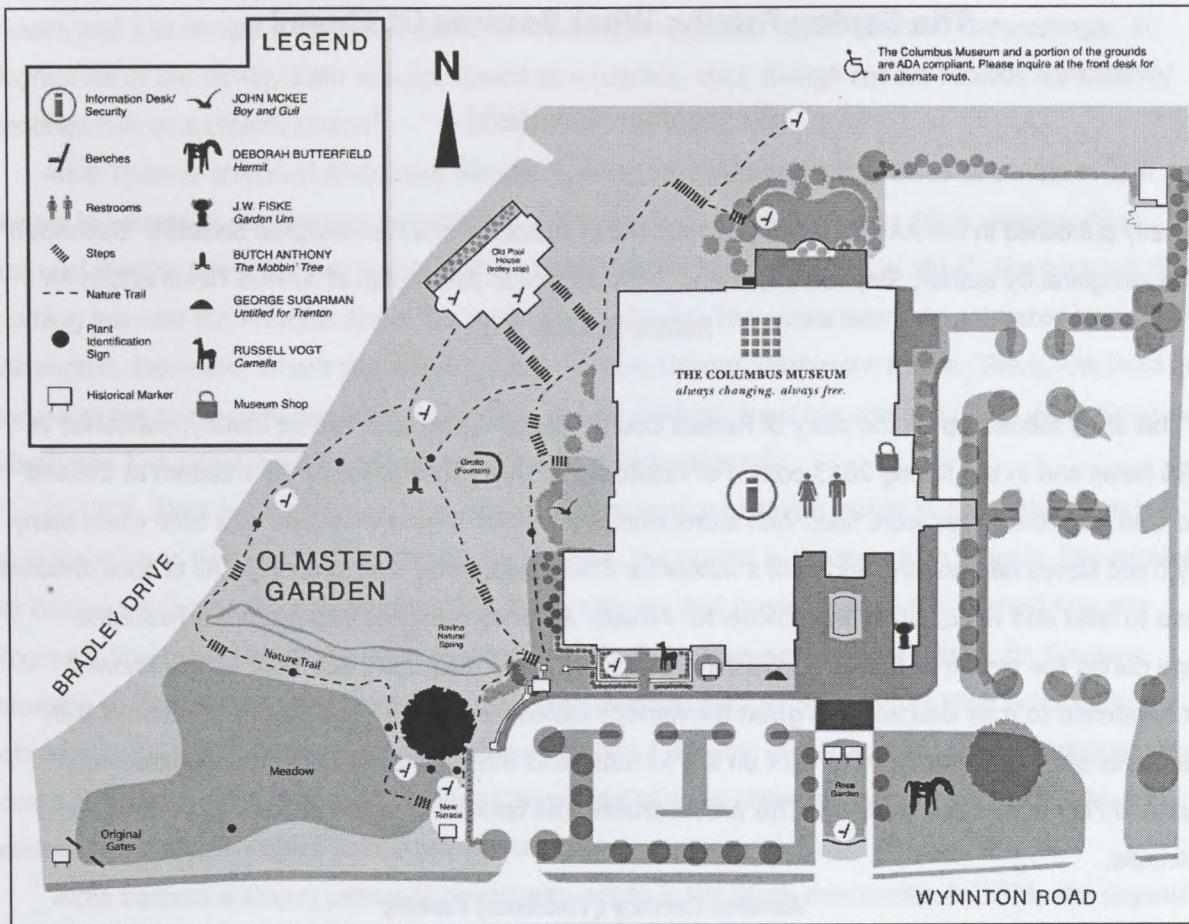 LEGEND
Information Desk/
Security
Benches
Restrooms
Steps
Nature Trail
Plant
Identification
Sign
Historical Marker
JOHN MCKEE
Boy and Gull
DEBORAH BUTTERFIELD
Hermit
J.W. FISKE
Garden Urn
BUTCH ANTHONY
The Mobbin' Tree
GEORGE SUGARMAN
Untitled for Trenton
RUSSELL VOGT
Camello
Museum Shop
N
The Columbus Museum and a portion of the grounds
are ADA compliant. Please inquire at the front desk for
an alternate route.
Old Pool
House
(trolley stop)
THE COLUMBUS MUSEUM
always changing, always free.
Grotto
(Fountain)
OLMSTED
GARDEN
BRADLEY DRIVE
Ravine
Natural
Spring
Nature Trail
Meadow
New
Terrace
Original
Gates
Rose
Garden
WYNNTON ROAD